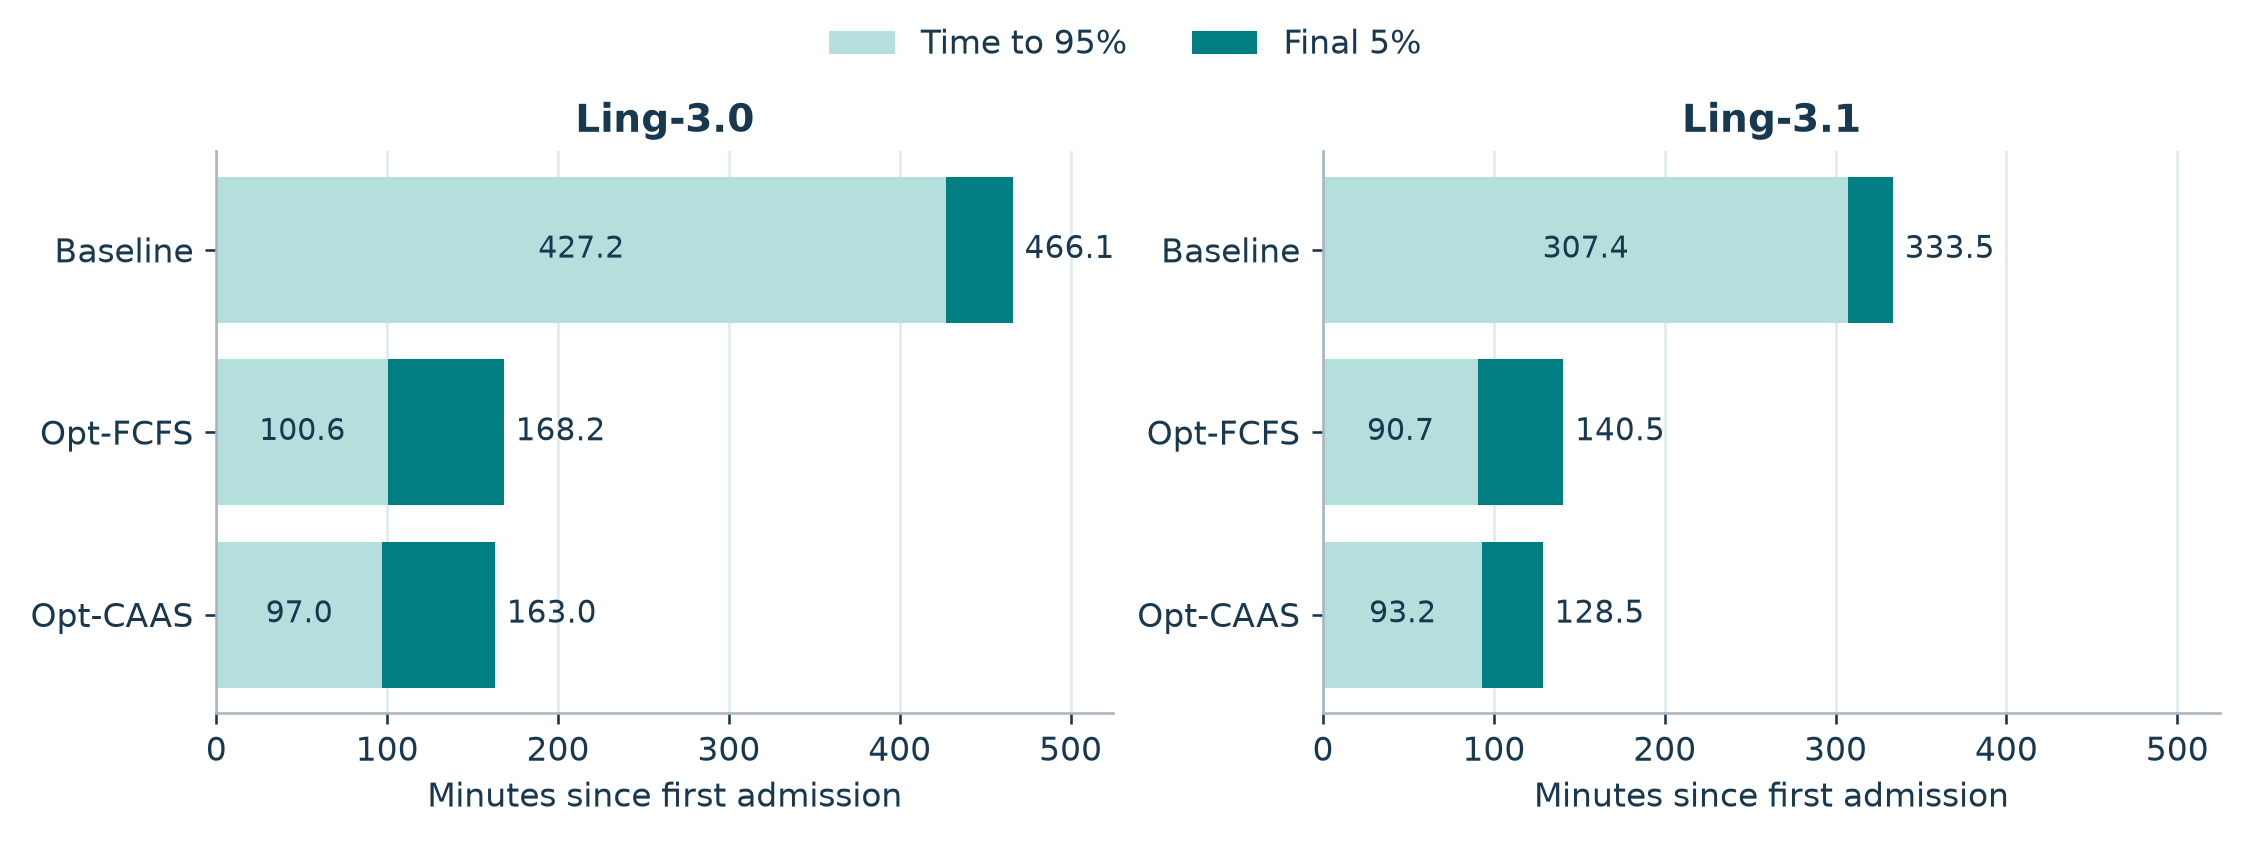 Time to 95% Final 5%
Ling-3.0
Baseline 427.2 466.1
Opt-FCFS 100.6 168.2
Opt-CAAS 97.0 163.0
0 100 200 300 400 500
Minutes since first admission
Ling-3.1
Baseline 307.4 333.5
Opt-FCFS 90.7 140.5
Opt-CAAS 93.2 128.5
0 100 200 300 400 500
Minutes since first admission